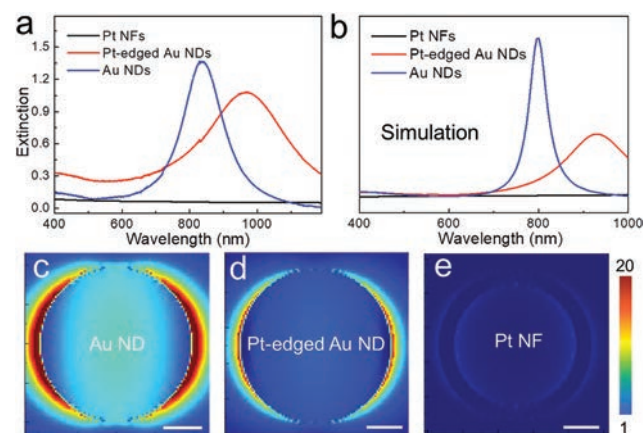 a
Pt NFs
Pt-edged Au NDs
Au NDs
Extinction
1.5
1.2
0.9
0.6
0.3
0.0
400 600 800 1000
Wavelength (nm)
b
Pt NFs
Pt-edged Au NDs
Au NDs
Simulation
400 600 800 1000
Wavelength (nm)
c
Au ND
d
Pt-edged Au ND
e
Pt NF
20
1